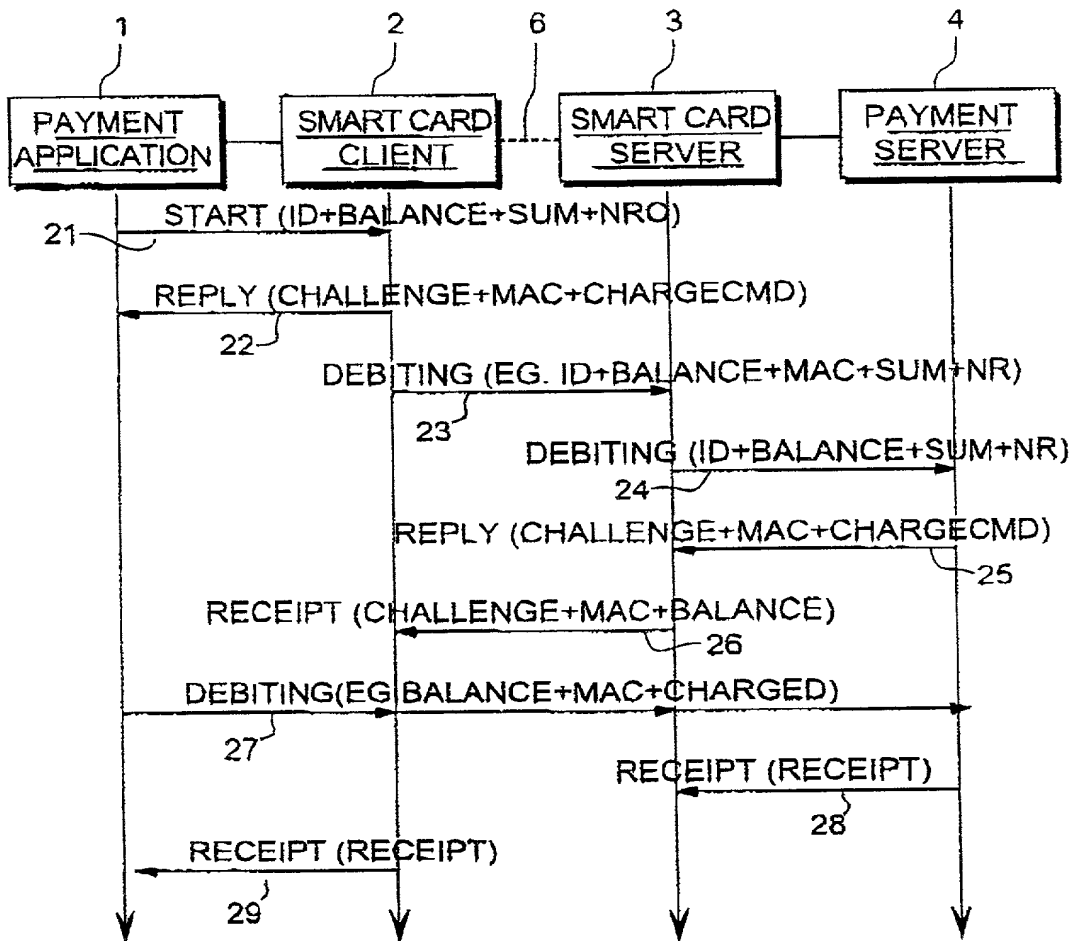 1 2 6 3 4
PAYMENT APPLICATION
SMART CARD CLIENT
SMART CARD SERVER
PAYMENT SERVER
START (ID+BALANCE+SUM+NRO)
21
REPLY (CHALLENGE+MAC+CHARGECMD)
22
DEBITING (EG. ID+BALANCE+MAC+SUM+NR)
23
DEBITING (ID+BALANCE+SUM+NR)
24
REPLY (CHALLENGE+MAC+CHARGECMD)
25
RECEIPT (CHALLENGE+MAC+BALANCE)
26
DEBITING(EG BALANCE+MAC+CHARGED)
27
RECEIPT (RECEIPT)
28
RECEIPT (RECEIPT)
29